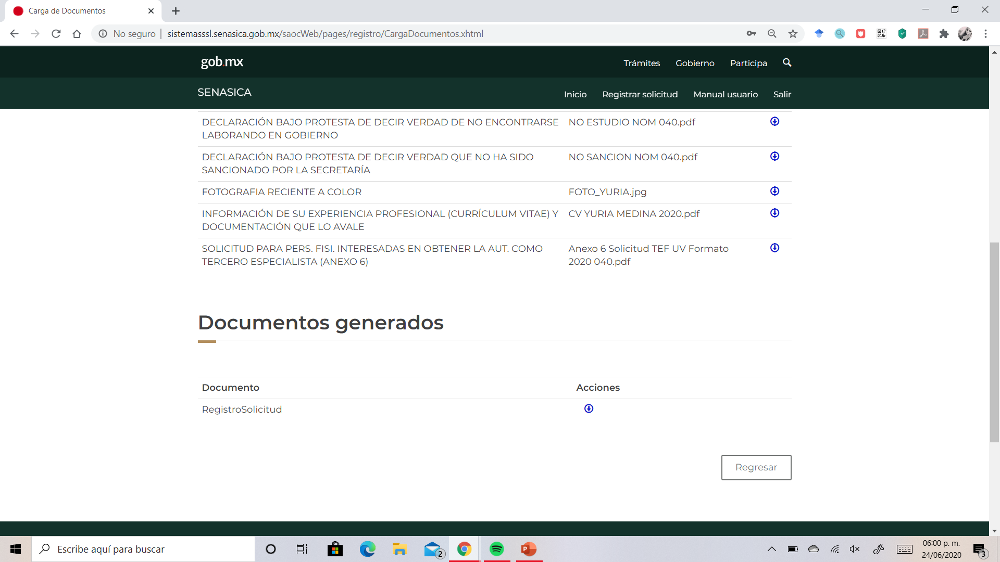 Carga de Documentos
No seguro | sistemasssl.senasica.gob.mx/saocWeb/pages/registro/CargaDocumentos.xhtml
gob.mx
Trámites Gobierno Participa
SENASICA
Inicio Registrar solicitud Manual usuario Salir
DECLARACIÓN BAJO PROTESTA DE DECIR VERDAD DE NO ENCONTRARSE NO ESTUDIO NOM 040.pdf
LABORANDO EN GOBIERNO
DECLARACIÓN BAJO PROTESTA DE DECIR VERDAD QUE NO HA SIDO NO SANCION NOM 040.pdf
SANCIONADO POR LA SECRETARÍA
FOTOGRAFIA RECIENTE A COLOR FOTO_YURIA.jpg
INFORMACIÓN DE SU EXPERIENCIA PROFESIONAL (CURRÍCULUM VITAE) Y CV YURIA MEDINA 2020.pdf
DOCUMENTACIÓN QUE LO AVALE
SOLICITUD PARA PERS. FISI. INTERESADAS EN OBTENER LA AUT. COMO Anexo 6 Solicitud TEF UV Formato
TERCERO ESPECIALISTA (ANEXO 6) 2020 040.pdf
Documentos generados
Documento Acciones
RegistroSolicitud
Regresar
Escribe aquí para buscar
2
06:00 p. m.
24/06/2020
3